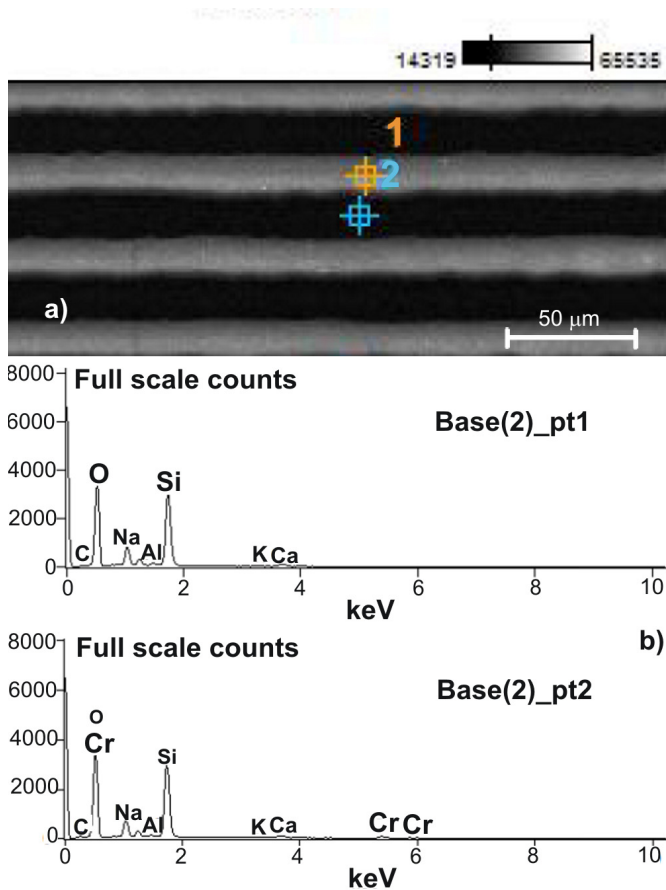 14319 65535
1
2
a)
50 µm
8000
Full scale counts
Base(2)_pt1
6000
4000
O
Si
2000
Na
C
Al
K Ca
0
0 2 4 6 8 10
keV
8000
Full scale counts
b)
Base(2)_pt2
6000
O
Cr
4000
Si
2000
Na
C
Al
K Ca
Cr Cr
0
0 2 4 6 8 10
keV